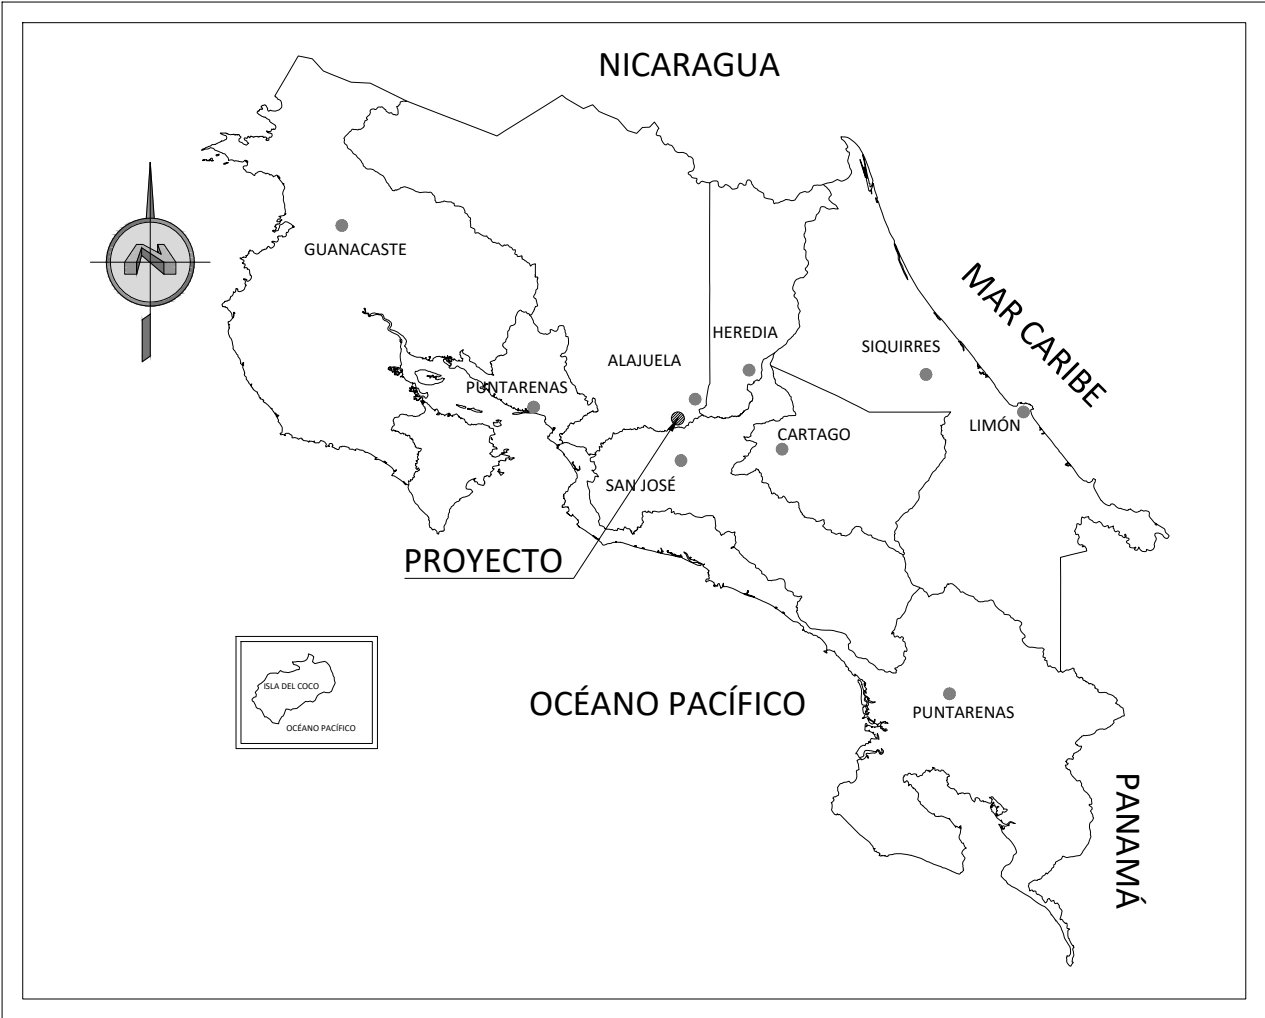 NICARAGUA
GUANACASTE
MAR CARIBE
HEREDIA
SIQUIRRES
ALAJUELA
PUNTARENAS
LIMÓN
CARTAGO
SAN JOSÉ
PROYECTO
ISLA DEL COCO
OCÉANO PACÍFICO
OCÉANO PACÍFICO
PUNTARENAS
PANAMÁ
N